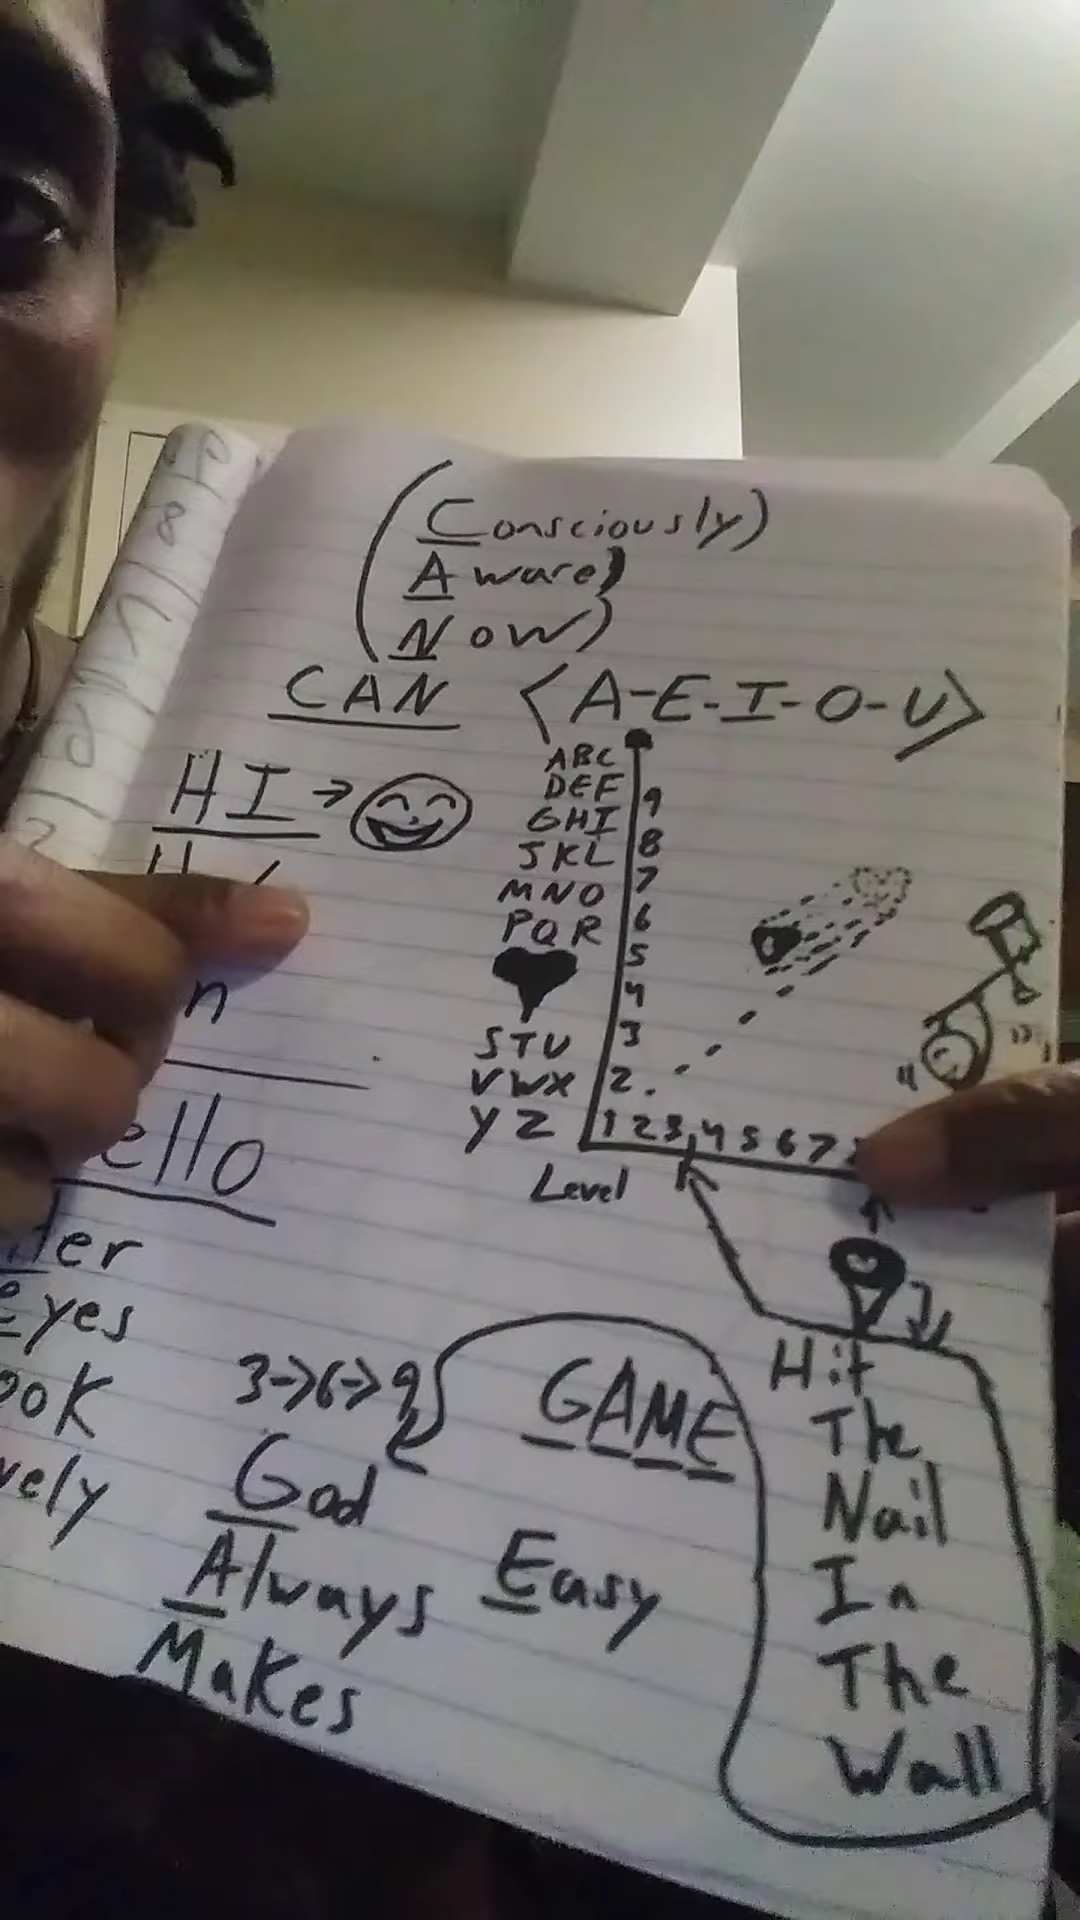 (Consciously)
Aware)
Now)
CAN <A-E-I-O-U>
HI →
ABC
DEF 9
GHI 8
JKL 7
MNO 6
PQR 5
4
STU 3
VWX 2
YZ 1 2 3 4 5 6 7
Level
n
ello
er
eyes
ook
vely
3→6→9
GAME
God
Always Easy
Makes
Hit
The
Nail
In
The
Wall